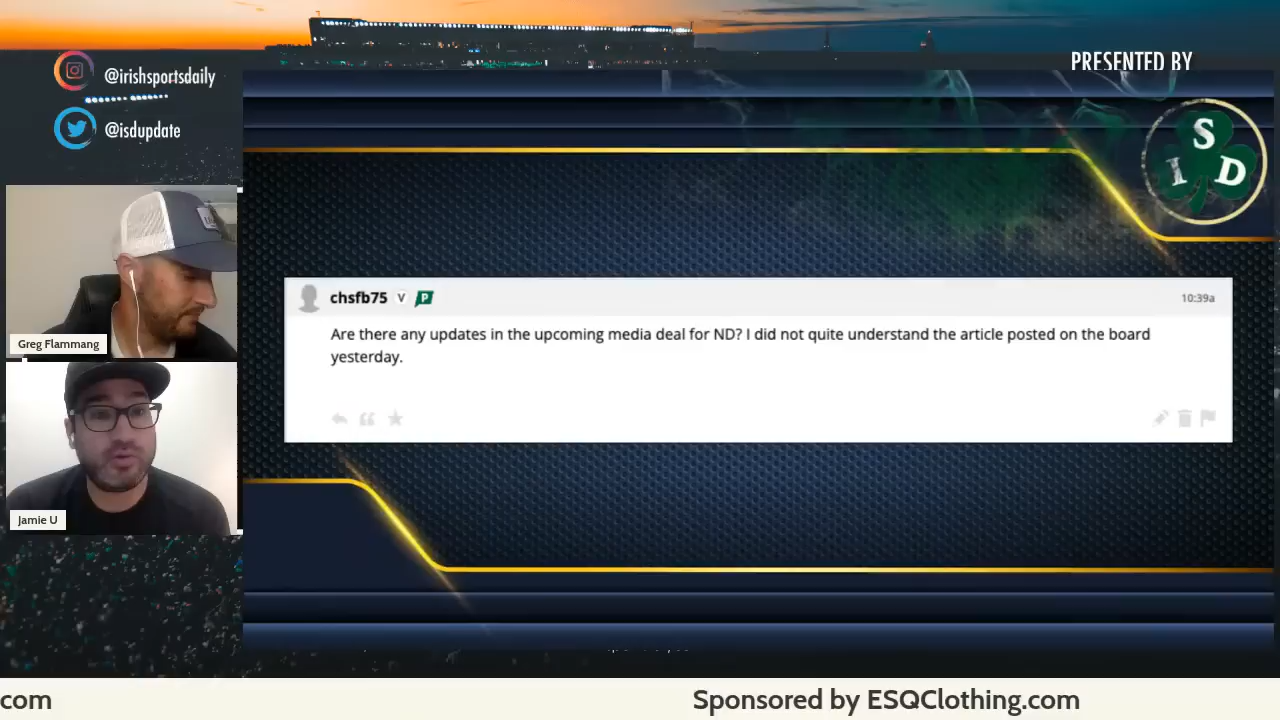 @irishsportsdaily
@isdupdate
PRESENTED BY
I S D
Greg Flammang
Jamie U
chsfb75 V P
10:39a
Are there any updates in the upcoming media deal for ND? I did not quite understand the article posted on the board
yesterday.
com
Sponsored by ESQClothing.com